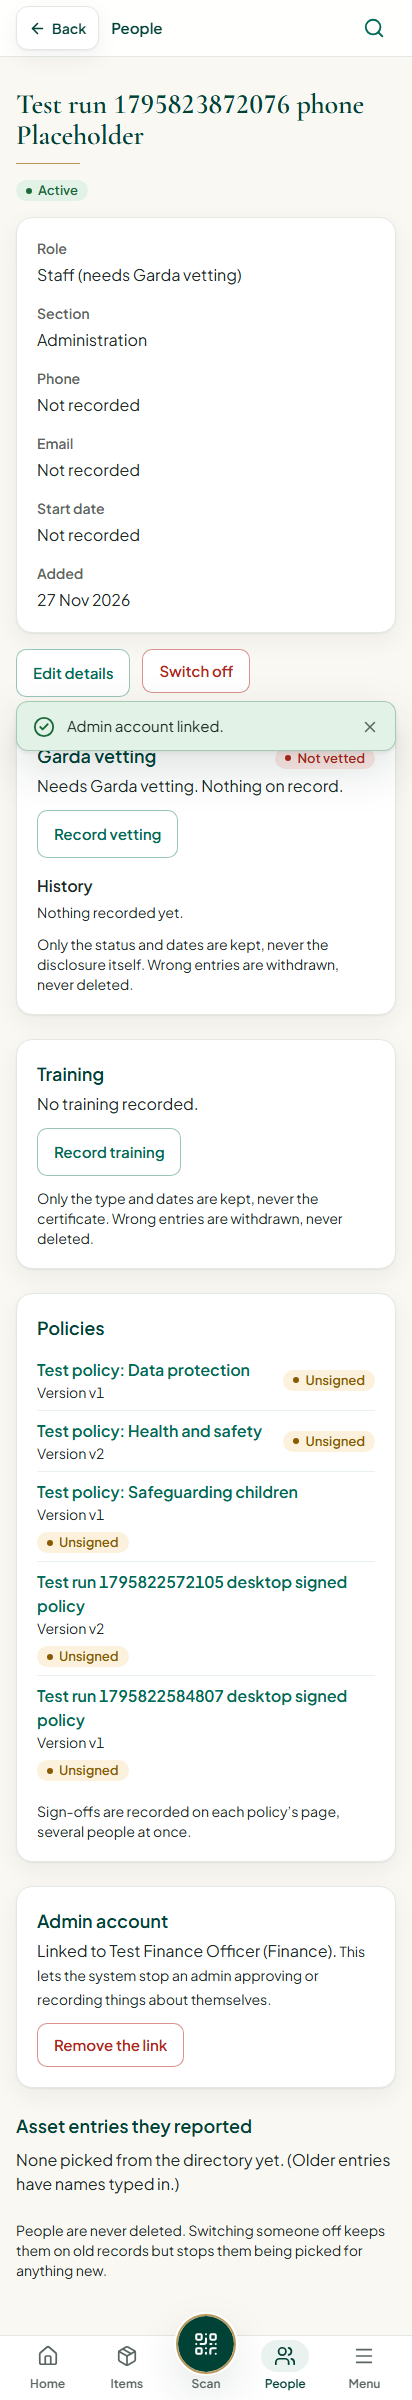 Back
People
Test run 1795823872076 phone
Placeholder
Active
Role
Staff (needs Garda vetting)
Section
Administration
Phone
Not recorded
Email
Not recorded
Start date
Not recorded
Added
27 Nov 2026
Edit details
Switch off
Admin account linked.
Garda vetting
Not vetted
Needs Garda vetting. Nothing on record.
Record vetting
History
Nothing recorded yet.
Only the status and dates are kept, never the
disclosure itself. Wrong entries are withdrawn,
never deleted.
Training
No training recorded.
Record training
Only the type and dates are kept, never the
certificate. Wrong entries are withdrawn, never
deleted.
Policies
Test policy: Data protection
Version v1
Unsigned
Test policy: Health and safety
Version v2
Unsigned
Test policy: Safeguarding children
Version v1
Unsigned
Test run 1795822572105 desktop signed
policy
Version v2
Unsigned
Test run 1795822584807 desktop signed
policy
Version v1
Unsigned
Sign-offs are recorded on each policy's page,
several people at once.
Admin account
Linked to Test Finance Officer (Finance). This
lets the system stop an admin approving or
recording things about themselves.
Remove the link
Asset entries they reported
None picked from the directory yet. (Older entries
have names typed in.)
People are never deleted. Switching someone off keeps
them on old records but stops them being picked for
anything new.
Home
Items
Scan
People
Menu